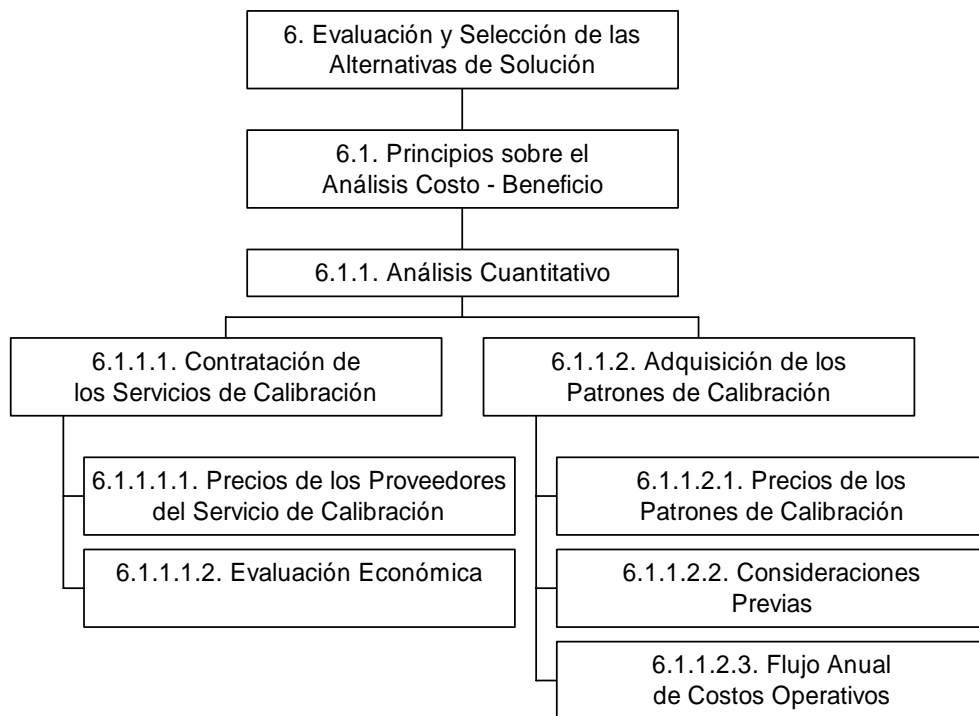 6. Evaluación y Selección de las
Alternativas de Solución
6.1. Principios sobre el
Análisis Costo - Beneficio
6.1.1. Análisis Cuantitativo
6.1.1.1. Contratación de
los Servicios de Calibración
6.1.1.2. Adquisición de los
Patrones de Calibración
6.1.1.1.1. Precios de los Proveedores
del Servicio de Calibración
6.1.1.1.2. Evaluación Económica
6.1.1.2.1. Precios de los
Patrones de Calibración
6.1.1.2.2. Consideraciones
Previas
6.1.1.2.3. Flujo Anual
de Costos Operativos